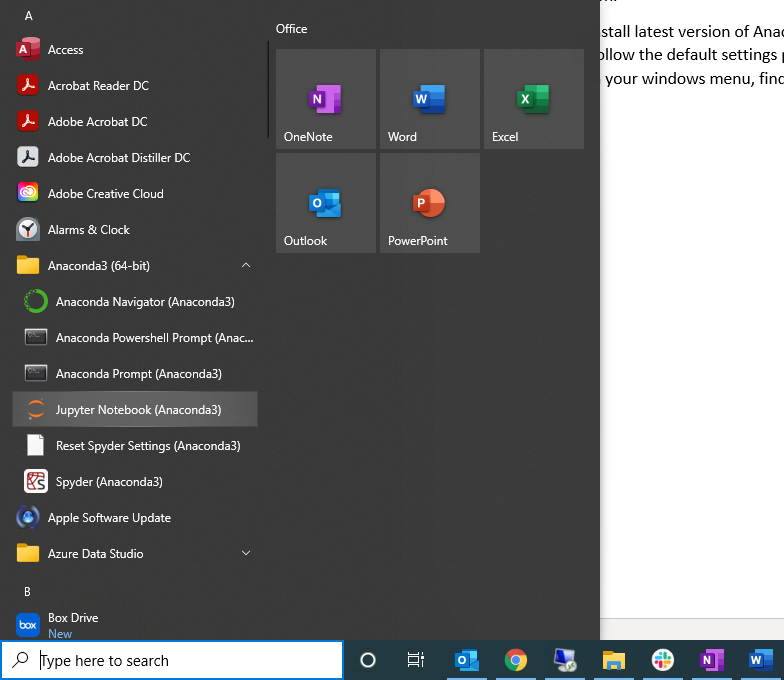 A
Access
Acrobat Reader DC
Adobe Acrobat DC
Adobe Acrobat Distiller DC
Adobe Creative Cloud
Alarms & Clock
Anaconda3 (64-bit)
Anaconda Navigator (Anaconda3)
Anaconda Powershell Prompt (Anac...
Anaconda Prompt (Anaconda3)
Jupyter Notebook (Anaconda3)
Reset Spyder Settings (Anaconda3)
Spyder (Anaconda3)
Apple Software Update
Azure Data Studio
B
box
Box Drive
New
Office
N
OneNote
W
Word
X
Excel
O
Outlook
P
PowerPoint
latest version of
the default settings
your windows menu, find
Type here to search
O
N
W